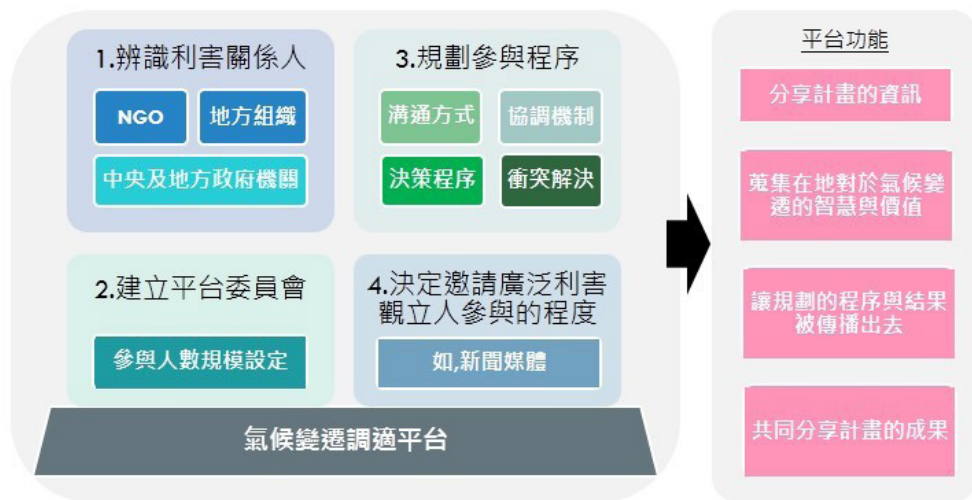 1.辨識利害關係人
NGO
地方組織
中央及地方政府機關
2.建立平台委員會
參與人數規模設定
3.規劃參與程序
溝通方式
協調機制
決策程序
衝突解決
4.決定邀請廣泛利害
觀立人參與的程度
如,新聞媒體
氣候變遷調適平台
平台功能
分享計畫的資訊
蒐集在地對於氣候變
遷的智慧與價值
讓規劃的程序與結果
被傳播出去
共同分享計畫的成果